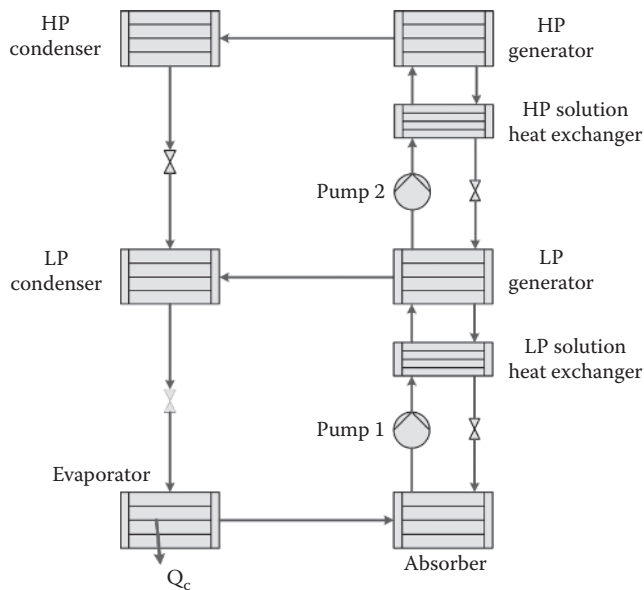 HP
condenser
HP
generator
HP solution
heat exchanger
Pump 2
LP
condenser
LP
generator
LP solution
heat exchanger
Pump 1
Evaporator
Absorber
Qc